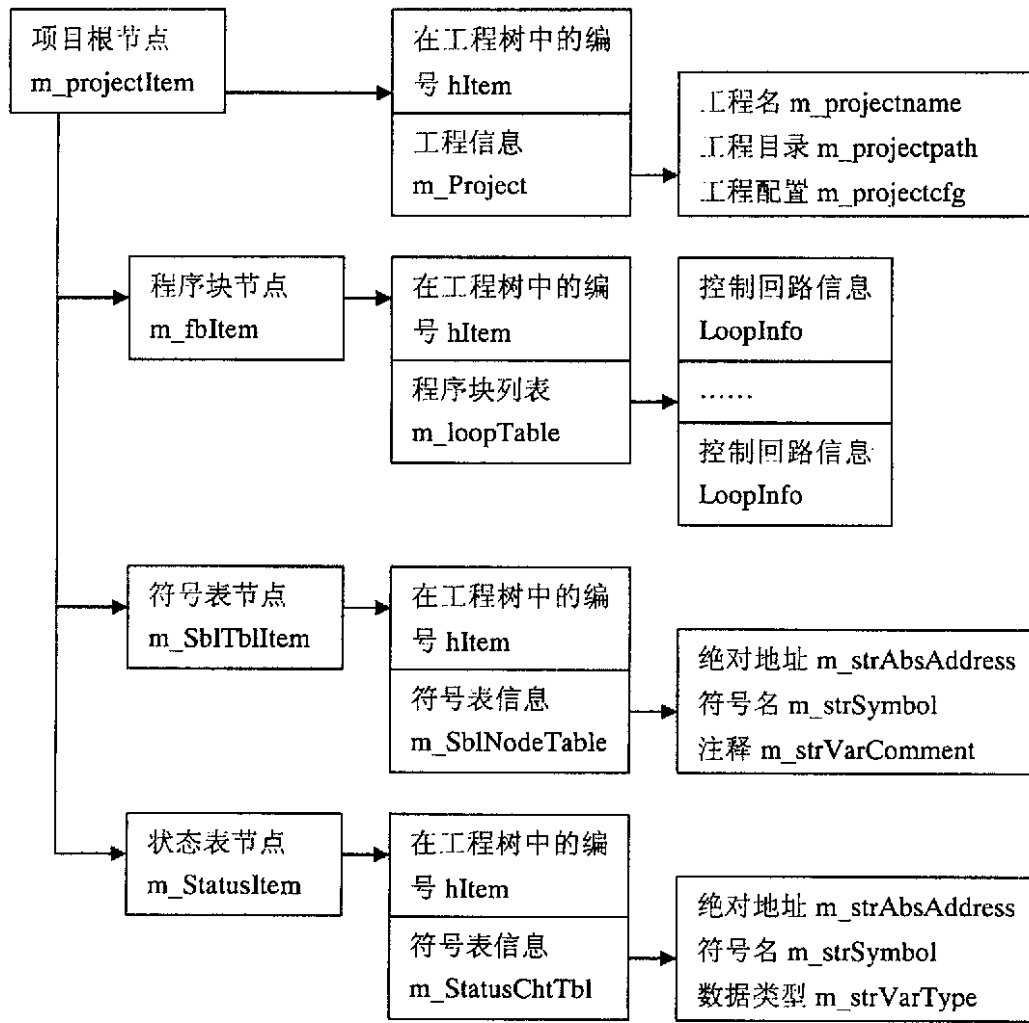 项目根节点
m_projectItem
在工程树中的编
号 hItem
工程信息
m_Project
工程名 m_projectname
工程目录 m_projectpath
工程配置 m_projectcfg
程序块节点
m_fbItem
在工程树中的编
号 hItem
程序块列表
m_loopTable
控制回路信息
LoopInfo
……
控制回路信息
LoopInfo
符号表节点
m_SblTblItem
在工程树中的编
号 hItem
符号表信息
m_SblNodeTable
绝对地址 m_strAbsAddress
符号名 m_strSymbol
注释 m_strVarComment
状态表节点
m_StatusItem
在工程树中的编
号 hItem
符号表信息
m_StatusChtTbl
绝对地址 m_strAbsAddress
符号名 m_strSymbol
数据类型 m_strVarType